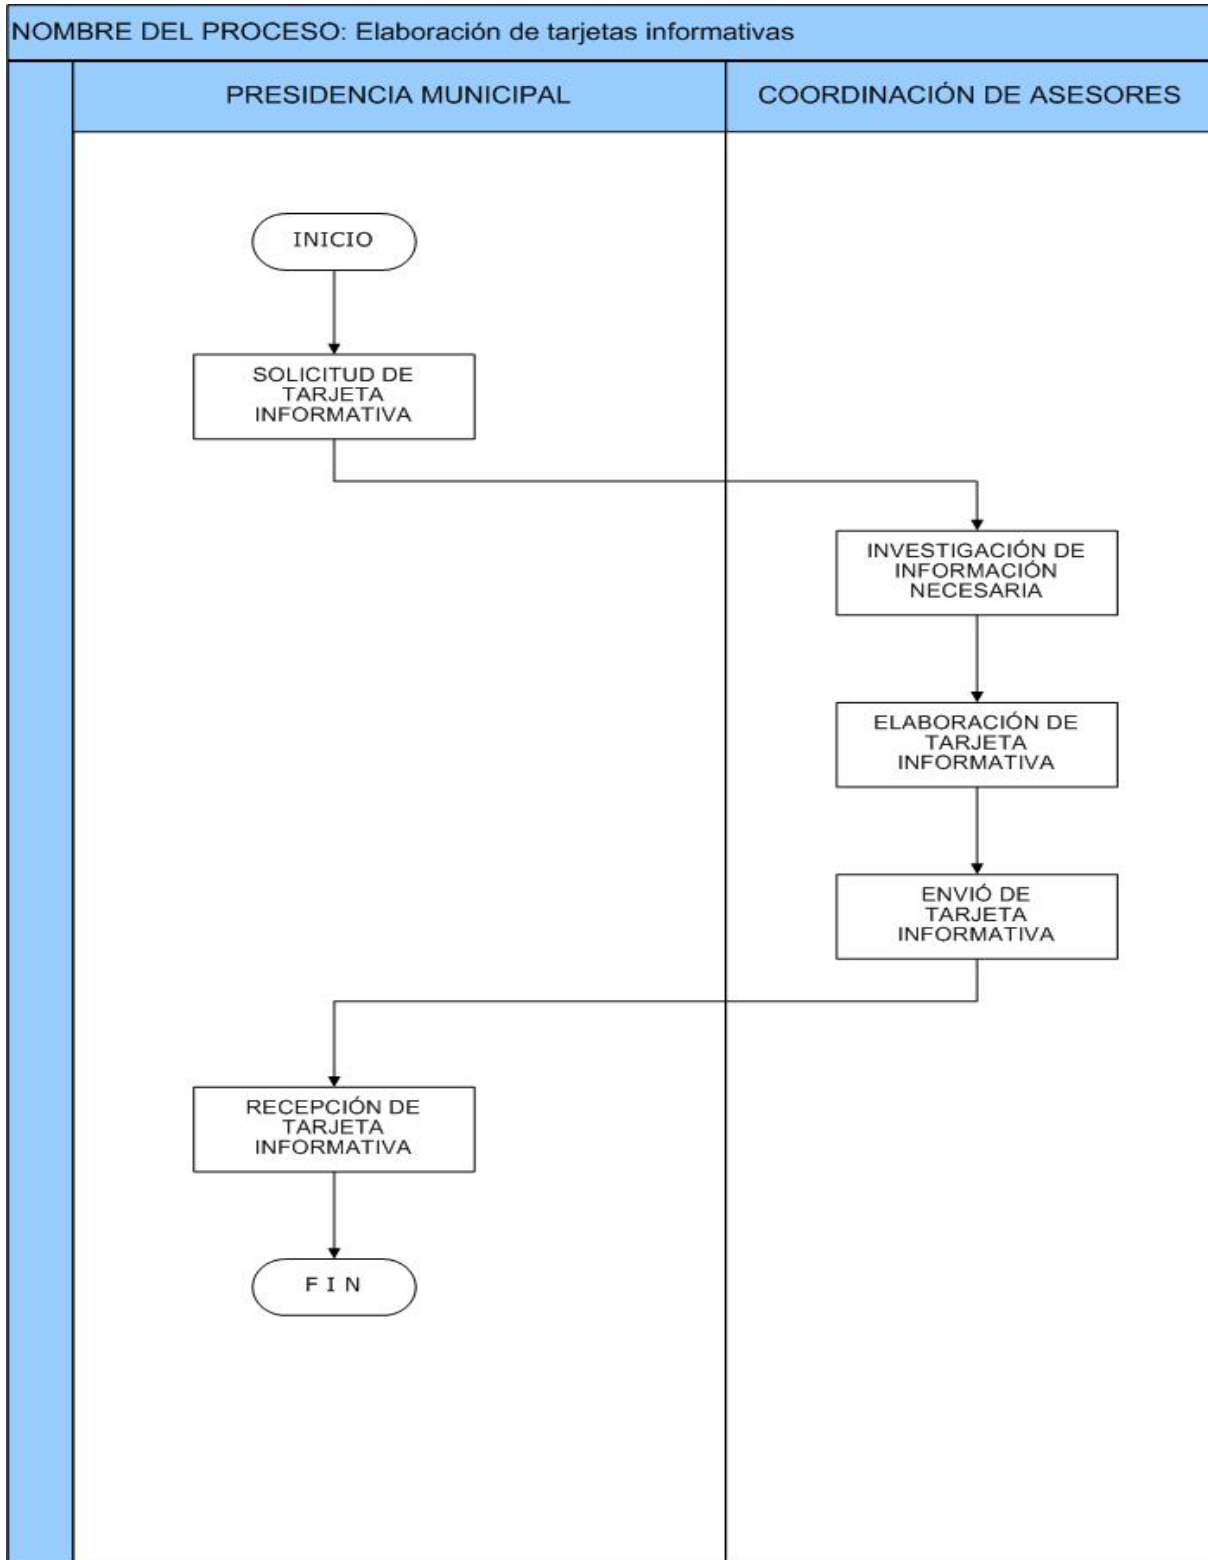 NOMBRE DEL PROCESO: Elaboración de tarjetas informativas
PRESIDENCIA MUNICIPAL
COORDINACIÓN DE ASESORES
INICIO
SOLICITUD DE
TARJETA
INFORMATIVA
INVESTIGACIÓN DE
INFORMACIÓN
NECESARIA
ELABORACIÓN DE
TARJETA
INFORMATIVA
ENVIÓ DE
TARJETA
INFORMATIVA
RECEPCIÓN DE
TARJETA
INFORMATIVA
F I N